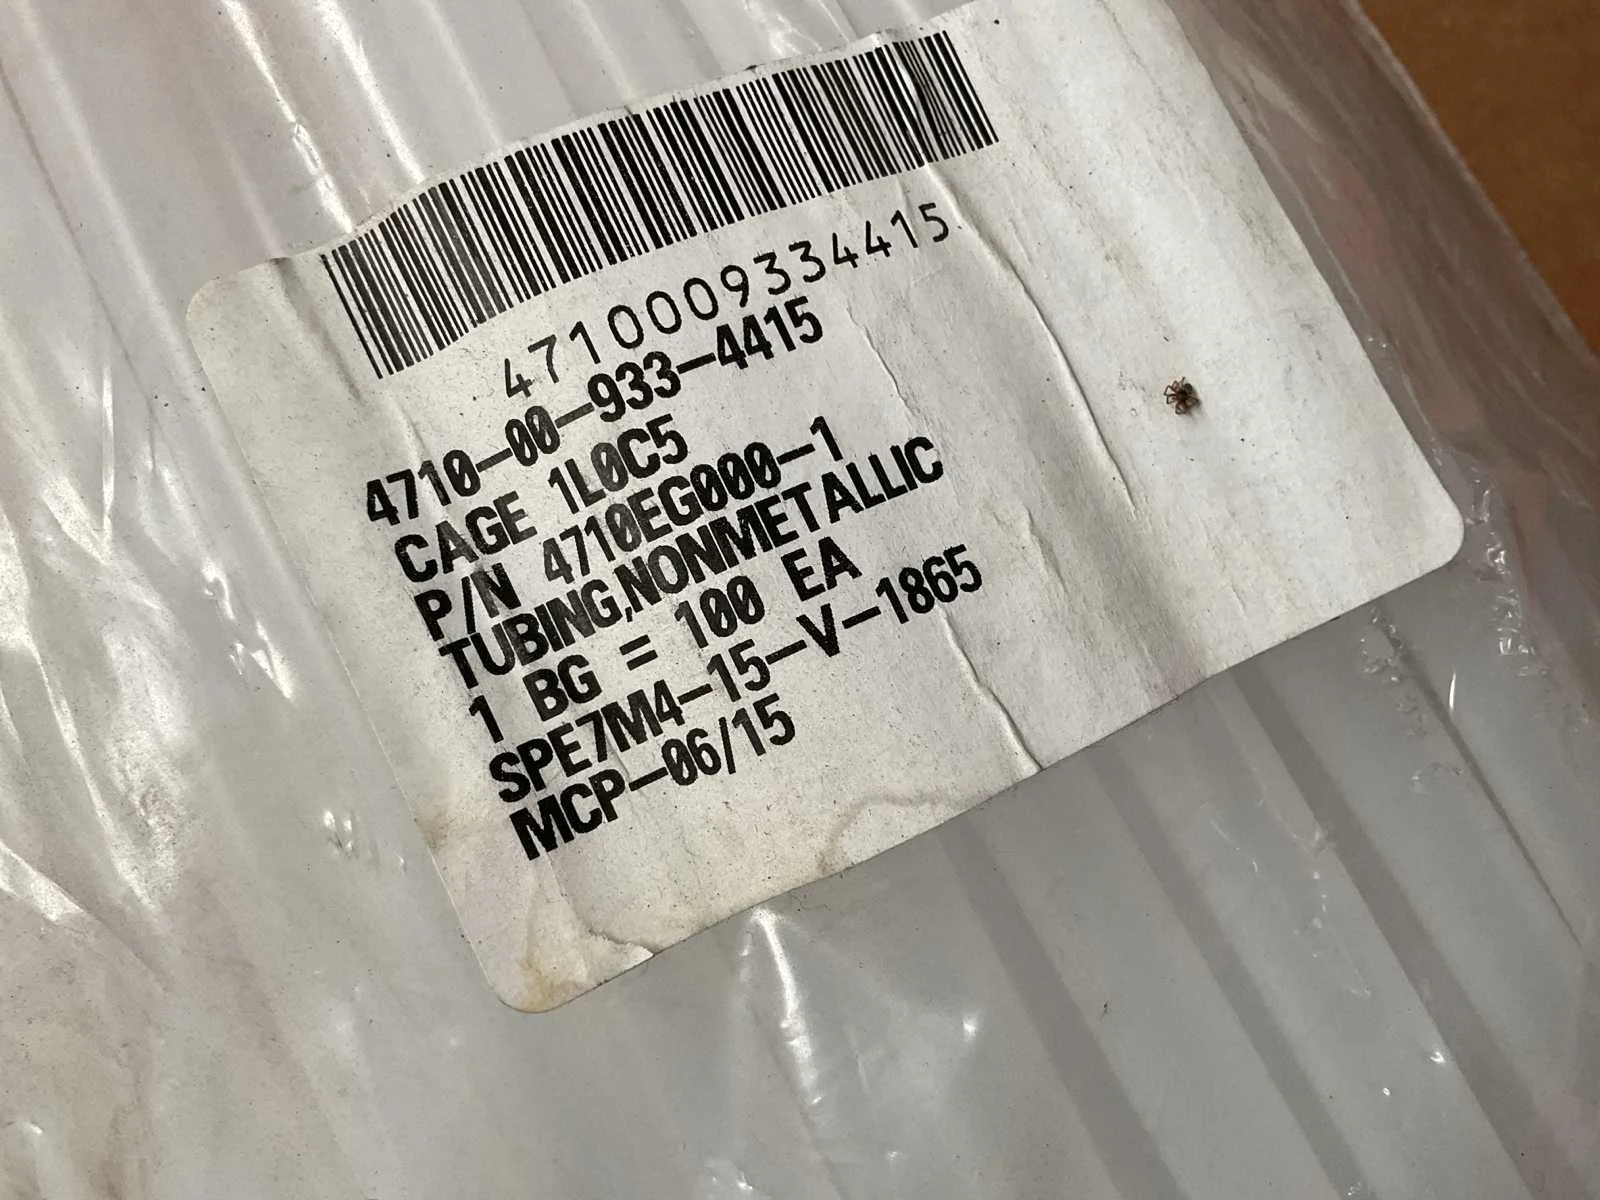 4710009334415
4710-00-933-4415
CAGE 1L0C5
P/N 4710EG000-1
TUBING,NONMETALLIC
1 BG = 100 EA
SPE7M4-15-V-1865
MCP-06/15